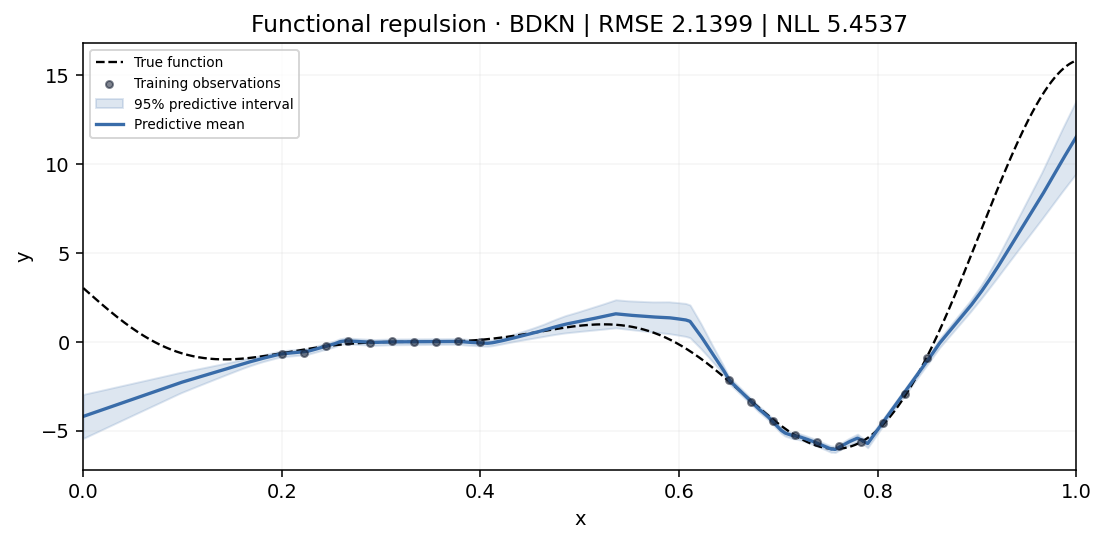 Functional repulsion · BDKN | RMSE 2.1399 | NLL 5.4537
True function
Training observations
95% predictive interval
Predictive mean
15
10
5
0
−5
y
0.0 0.2 0.4 0.6 0.8 1.0
x